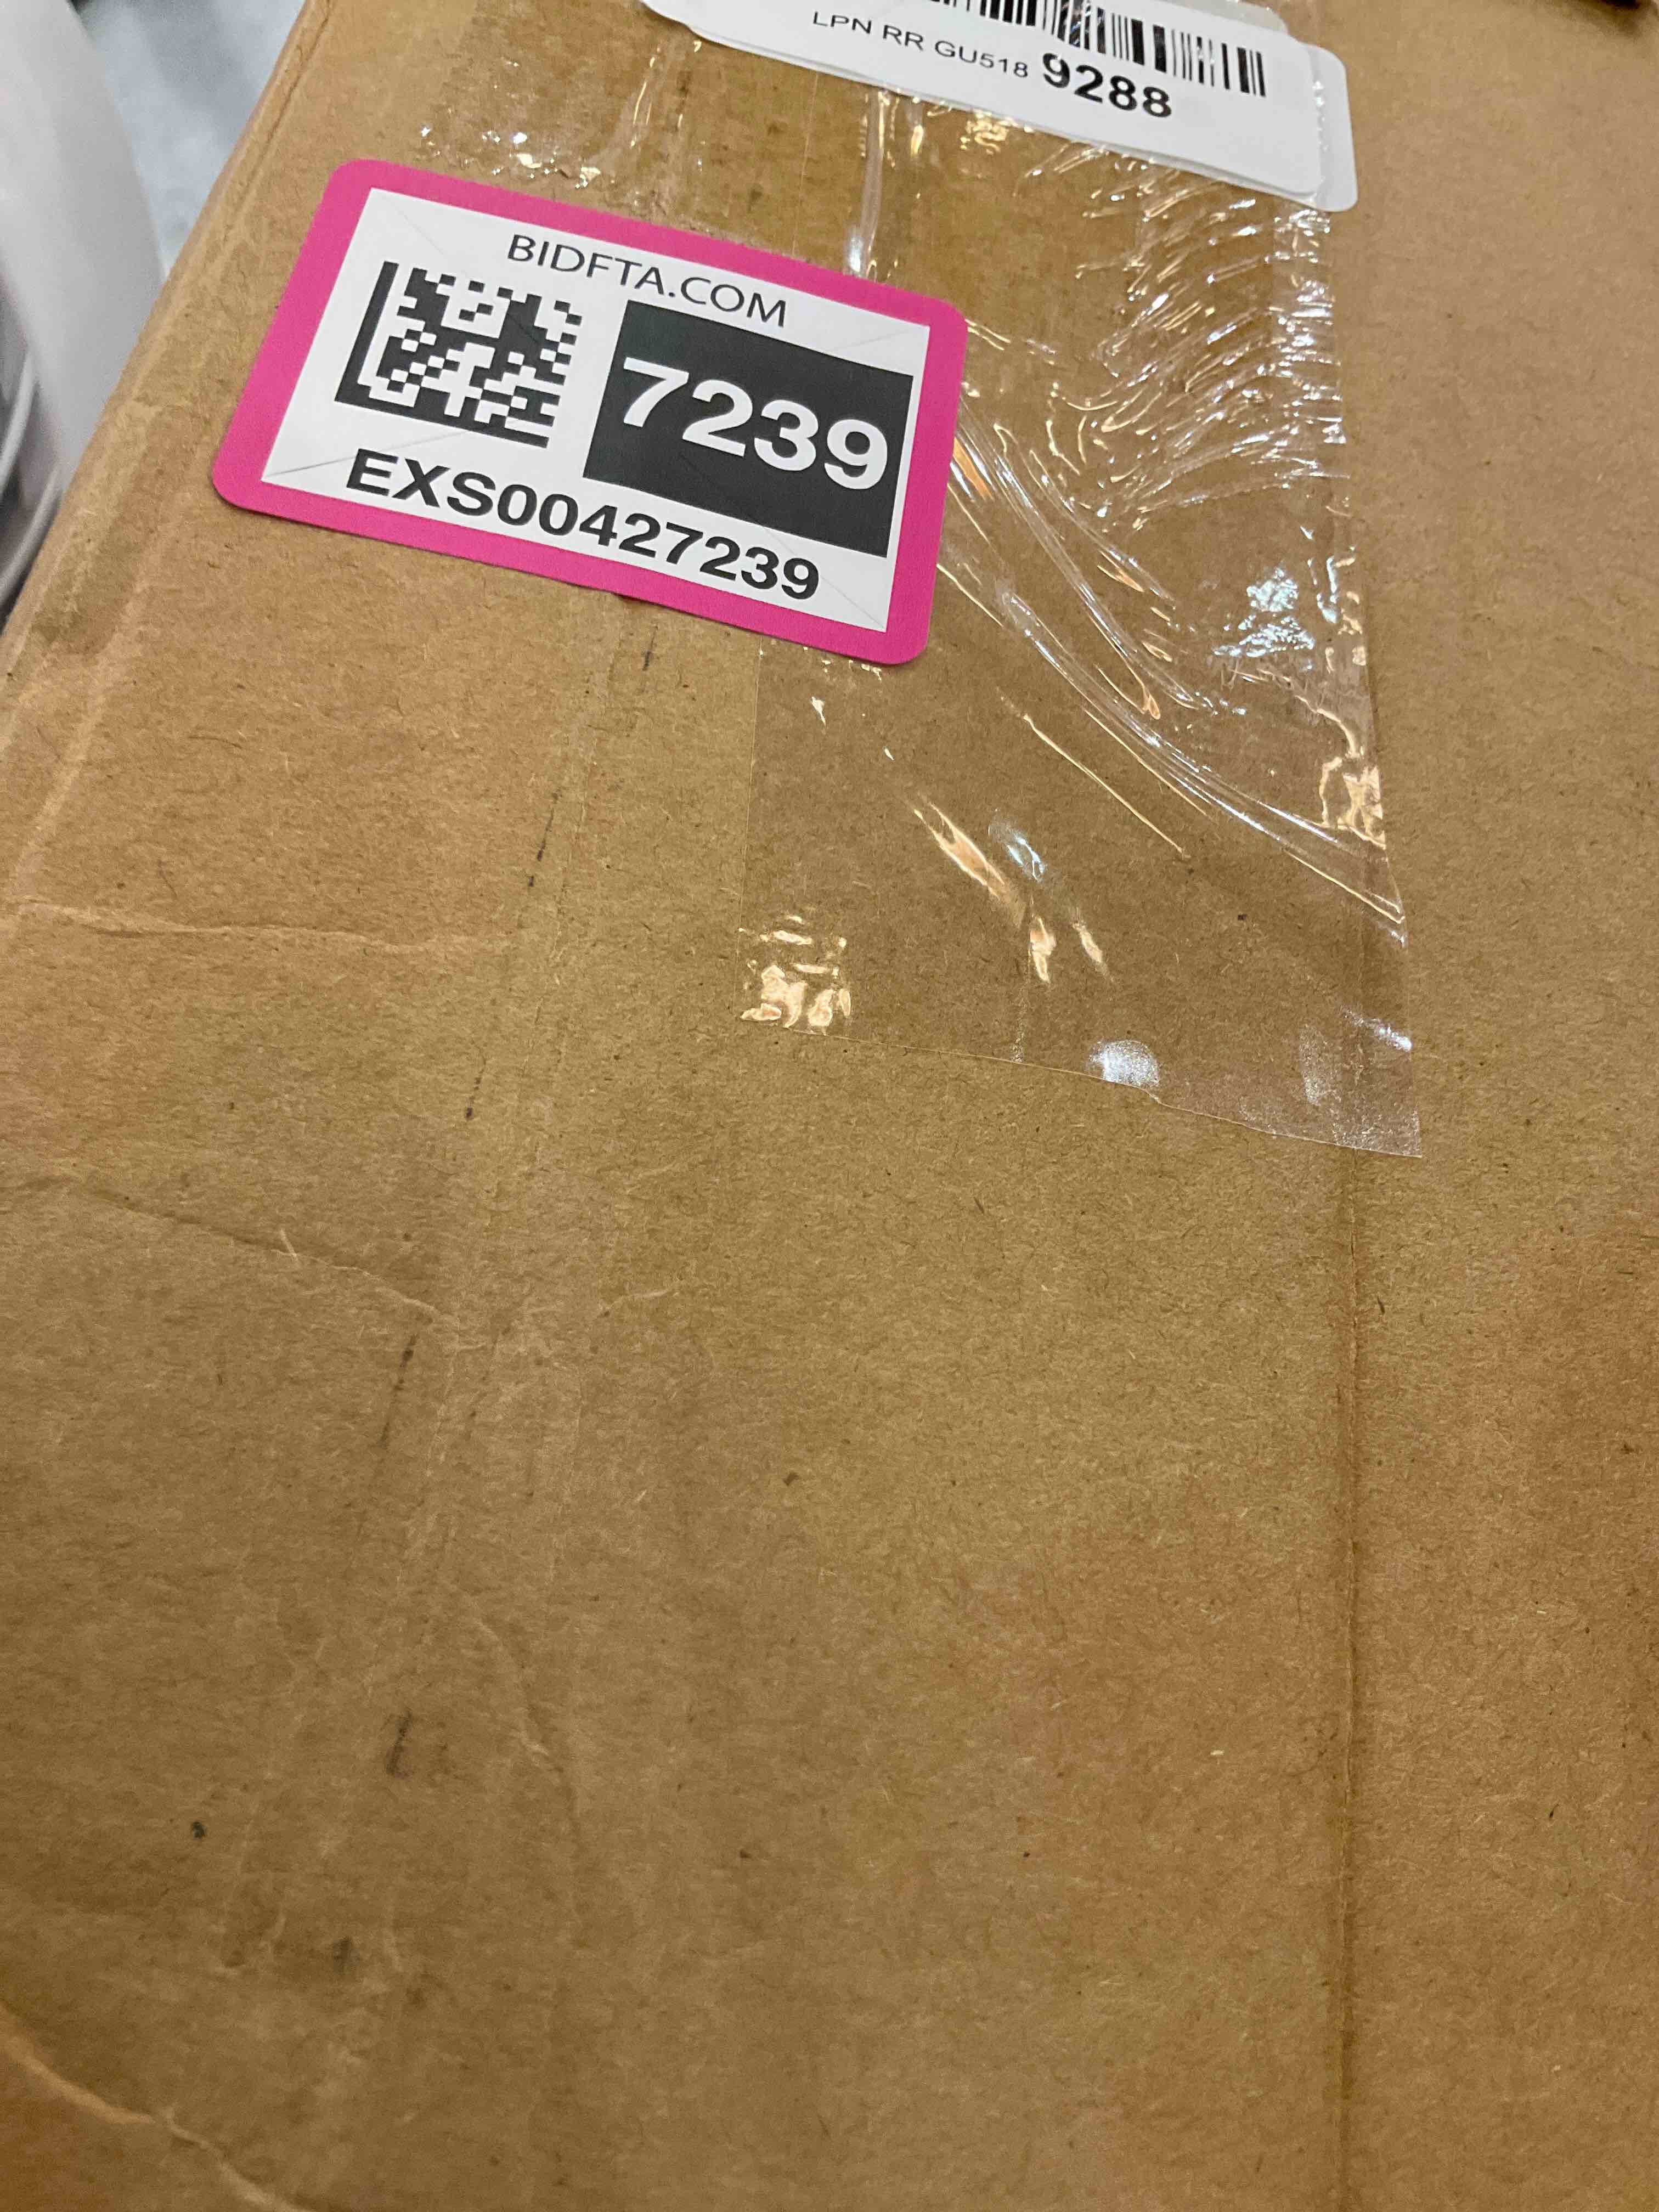 LPN RR GU518 9288
BIDFTA.COM
7239
EXS00427239